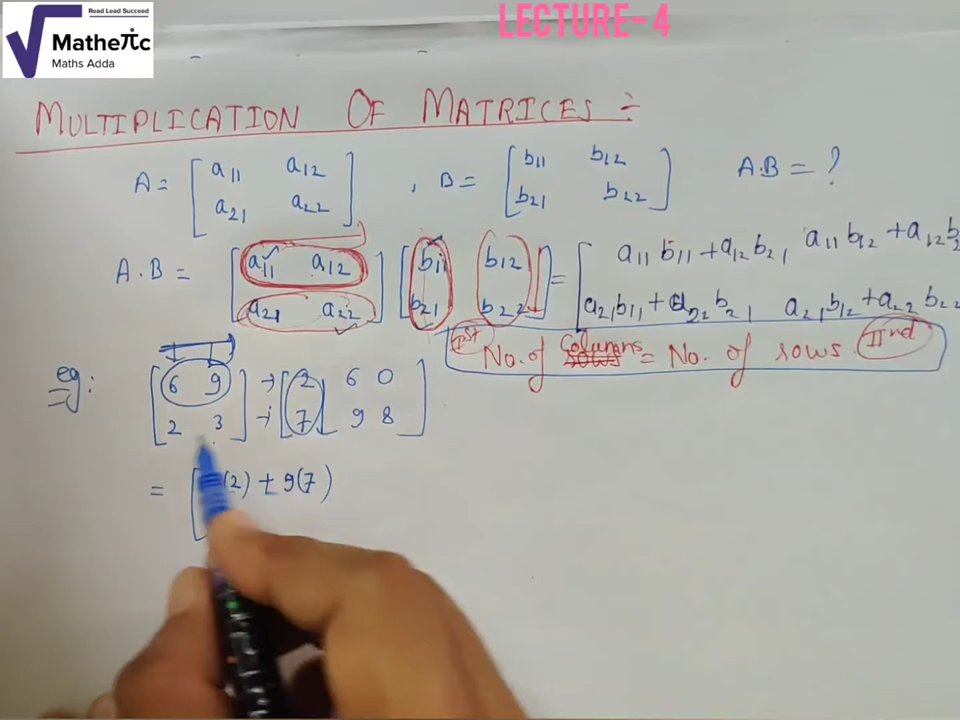 LECTURE-4
Read Lead Succeed
Matheπc
Maths Adda
MULTIPLICATION OF MATRICES :-
A = [ a11 a12 , B = [ b11 b12 ] A.B = ?
a21 a22 ] b21 b22
A.B = [ a11 a12 ] [ b11 b12 ] = [ a11 b11 + a12 b21 a11 b12 + a12 b2
a21 a22 b21 b22 a21 b11 + a22 b21 a21 b12 + a22 b22
Ist No. of Columns = No. of rows IInd
eg: [ 6 9 ] → [ 2 6 0 ]
2 3 → 7 9 8
= [ (2) + 9(7)